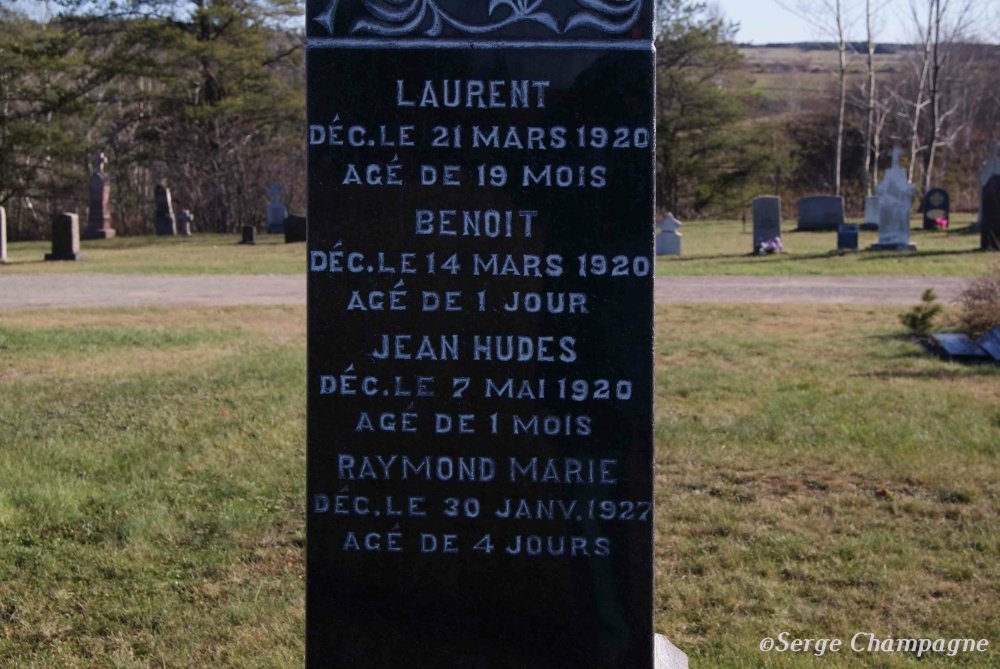 LAURENT
DÉC.LE 21 MARS 1920
AGÉ DE 19 MOIS
BENOIT
DÉC.LE 14 MARS 1920
AGÉ DE 1 JOUR
JEAN HUDES
DÉC.LE 7 MAI 1920
AGÉ DE 1 MOIS
RAYMOND MARIE
DÉC.LE 30 JANV.1927
AGÉ DE 4 JOURS
©Serge Champagne